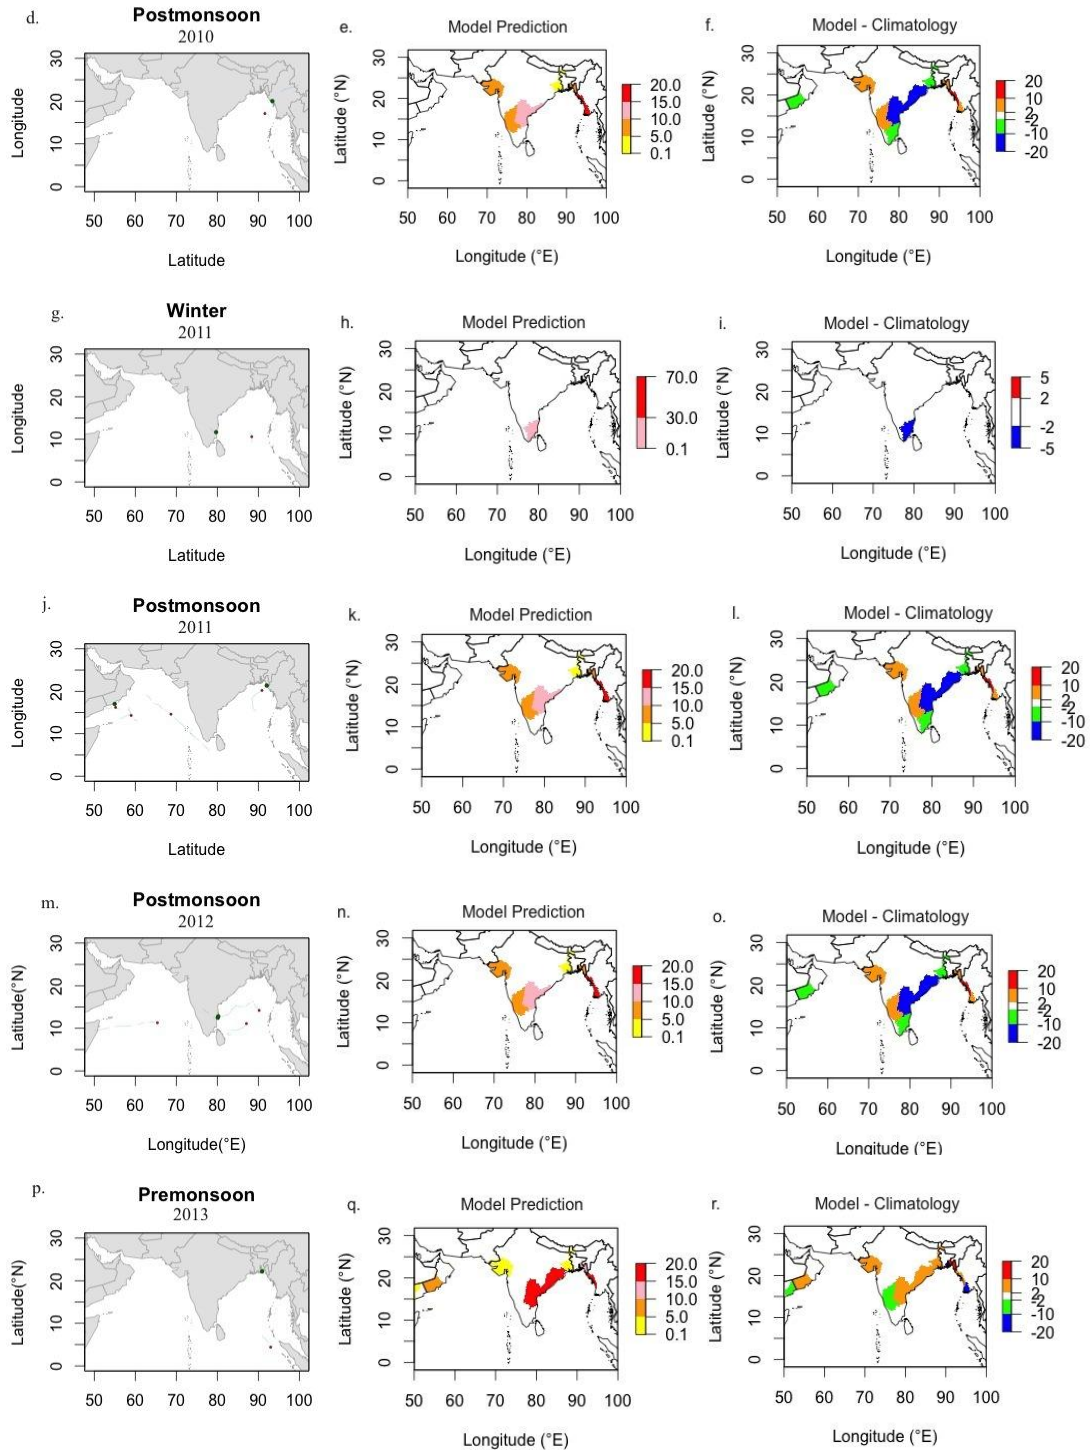 d.
Postmonsoon
2010
Longitude
30
20
10
0
50 60 70 80 90 100
Latitude
e.
Model Prediction
Latitude (°N)
30
20
10
0
50 60 70 80 90 100
Longitude (°E)
20.0
15.0
10.0
5.0
0.1
f.
Model - Climatology
Latitude (°N)
30
20
10
0
50 60 70 80 90 100
Longitude (°E)
20
10
2
-2
-10
-20
g.
Winter
2011
Longitude
30
20
10
0
50 60 70 80 90 100
Latitude
h.
Model Prediction
Latitude (°N)
30
20
10
0
50 60 70 80 90 100
Longitude (°E)
70.0
30.0
0.1
i.
Model - Climatology
Latitude (°N)
30
20
10
0
50 60 70 80 90 100
Longitude (°E)
5
2
-2
-5
j.
Postmonsoon
2011
Longitude
30
20
10
0
50 60 70 80 90 100
Latitude
k.
Model Prediction
Latitude (°N)
30
20
10
0
50 60 70 80 90 100
Longitude (°E)
20.0
15.0
10.0
5.0
0.1
l.
Model - Climatology
Latitude (°N)
30
20
10
0
50 60 70 80 90 100
Longitude (°E)
20
10
2
-2
-10
-20
m.
Postmonsoon
2012
Latitude(°N)
30
20
10
0
50 60 70 80 90 100
Longitude(°E)
n.
Model Prediction
Latitude (°N)
30
20
10
0
50 60 70 80 90 100
Longitude (°E)
20.0
15.0
10.0
5.0
0.1
o.
Model - Climatology
Latitude (°N)
30
20
10
0
50 60 70 80 90 100
Longitude (°E)
20
10
2
-2
-10
-20
p.
Premonsoon
2013
Latitude(°N)
30
20
10
0
50 60 70 80 90 100
q.
Model Prediction
Latitude (°N)
30
20
10
0
50 60 70 80 90 100
Longitude (°E)
20.0
15.0
10.0
5.0
0.1
r.
Model - Climatology
Latitude (°N)
30
20
10
0
50 60 70 80 90 100
Longitude (°E)
20
10
2
-2
-10
-20